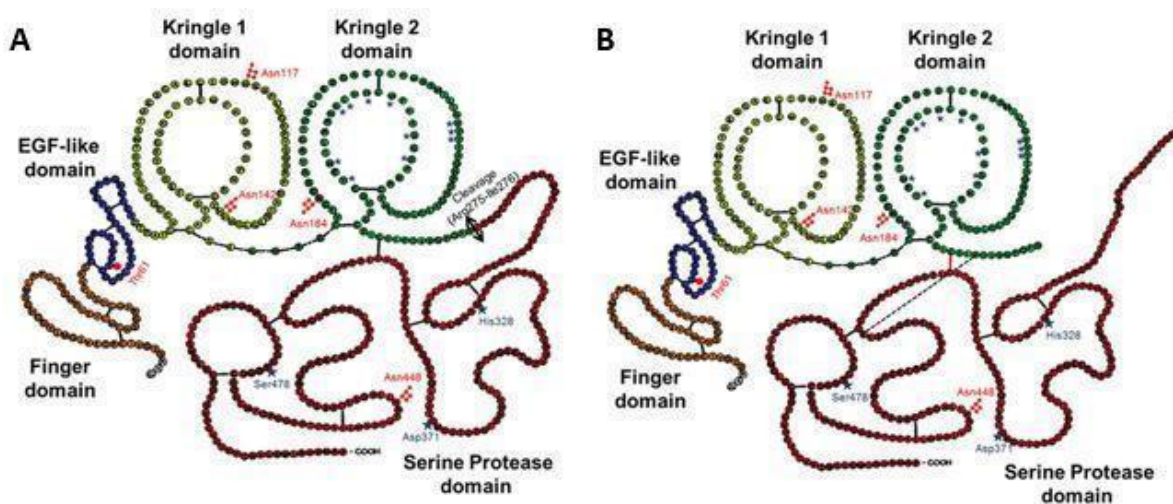 A
Kringle 1
domain
Kringle 2
domain
Asn117
EGF-like
domain
Asn142
Asn184
Cleavage
(Arg275-Ile276)
Thr61
His328
Finger
domain
Ser478
Asn448
Asp371
-COOH
Serine Protease
domain
B
Kringle 1
domain
Kringle 2
domain
Asn117
EGF-like
domain
Asn142
Asn184
Thr61
His328
Finger
domain
Ser478
Asn448
Asp371
-COOH
Serine Protease
domain